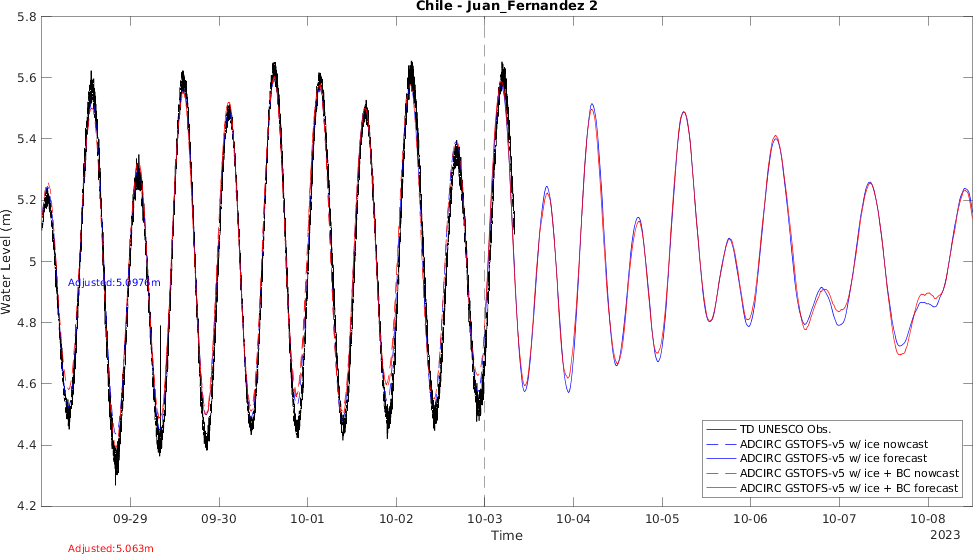 Chile - Juan_Fernandez 2
5.8
5.6
5.4
5.2
5
4.8
4.6
4.4
4.2
Water Level (m)
Adjusted:5.0976m
TD UNESCO Obs.
ADCIRC GSTOFS-v5 w/ ice nowcast
ADCIRC GSTOFS-v5 w/ ice forecast
ADCIRC GSTOFS-v5 w/ ice + BC nowcast
ADCIRC GSTOFS-v5 w/ ice + BC forecast
09-29 09-30 10-01 10-02 10-03 10-04 10-05 10-06 10-07 10-08
Time
2023
Adjusted:5.063m